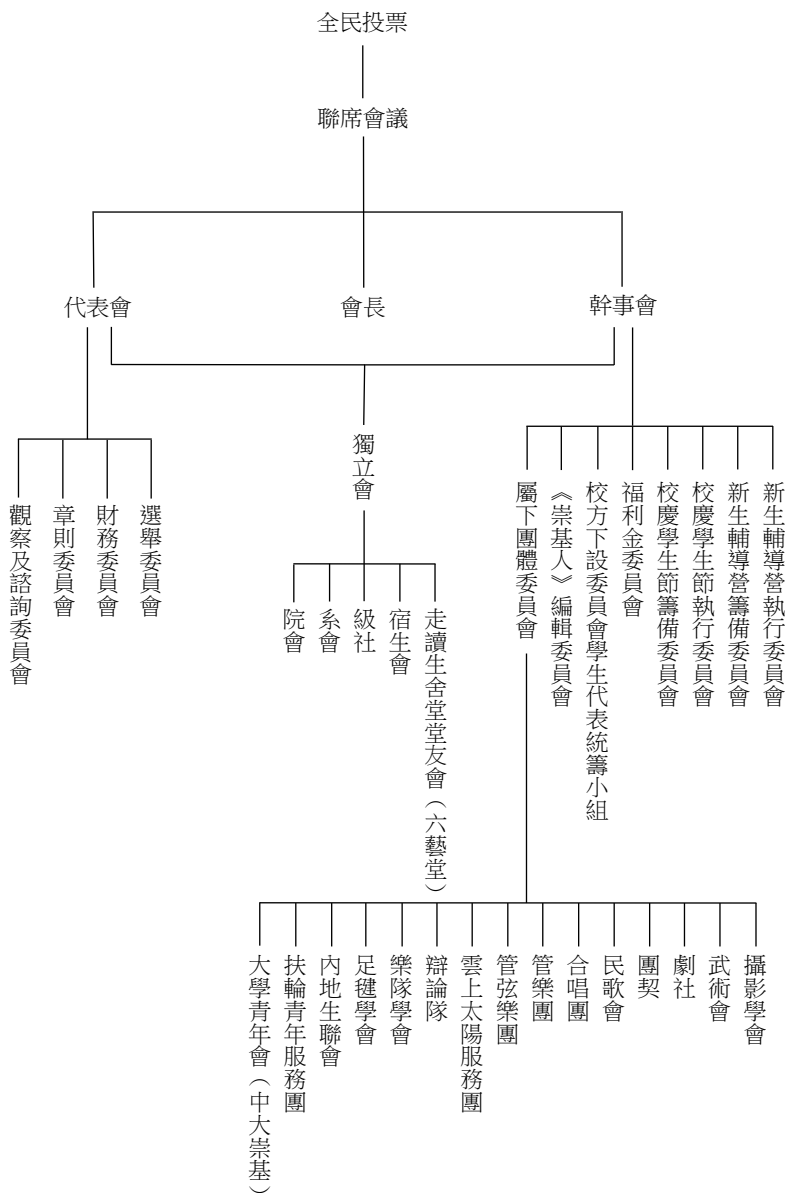 全民投票
聯席會議
代表會
會長
幹事會
獨立會
觀察及諮詢委員會
章則委員會
財務委員會
選舉委員會
院會
系會
級社
宿生會
走讀生舍堂堂友會（六藝堂）
屬下團體委員會
《崇基人》編輯委員會
校方下設委員會學生代表統籌小組
福利金委員會
校慶學生節籌備委員會
校慶學生節執行委員會
新生輔導營籌備委員會
新生輔導營執行委員會
大學青年會（中大崇基）
扶輪青年服務團
內地生聯會
足毽學會
樂隊學會
辯論隊
雲上太陽服務團
管弦樂團
管樂團
合唱團
民歌會
團契
劇社
武術會
攝影學會